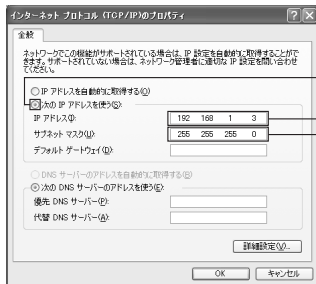 インターネット プロトコル (TCP/IP)のプロパティ
全般
ネットワークでこの機能がサポートされている場合は、IP 設定を自動的に取得することがで
きます。サポートされていない場合は、ネットワーク管理者に適切な IP 設定を問い合わせ
てください。
IP アドレスを自動的に取得する(O)
次の IP アドレスを使う(S):
IP アドレス(I):
192 168 1 3
サブネット マスク(U):
255 255 255 0
デフォルト ゲートウェイ(D):
DNS サーバーのアドレスを自動的に取得する(B)
次の DNS サーバーのアドレスを使う(E):
優先 DNS サーバー(P):
代替 DNS サーバー(A):
詳細設定(V)...
OK キャンセル